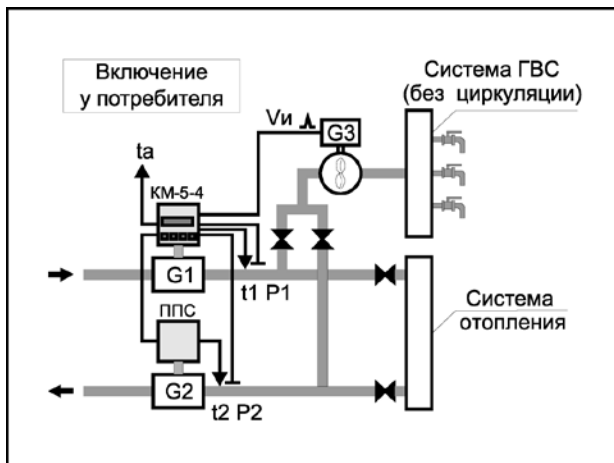 Включение
у потребителя
Система ГВС
(без циркуляции)
Vи
G3
ta
КМ-5-4
G1
t1 P1
ППС
Система
отопления
G2
t2 P2